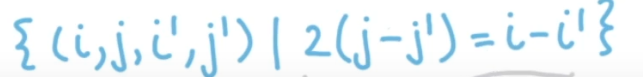 { (i,j,i',j') | 2(j-j') = i-i' }